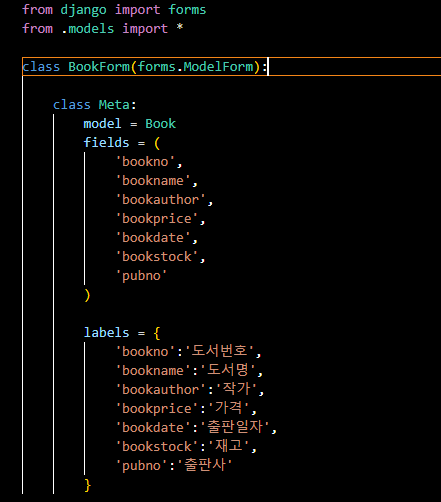 from django import forms
from .models import *
class BookForm(forms.ModelForm):
class Meta:
model = Book
fields = (
'bookno',
'bookname',
'bookauthor',
'bookprice',
'bookdate',
'bookstock',
'pubno'
)
labels = {
'bookno':'도서번호',
'bookname':'도서명',
'bookauthor':'작가',
'bookprice':'가격',
'bookdate':'출판일자',
'bookstock':'재고',
'pubno':'출판사'
}